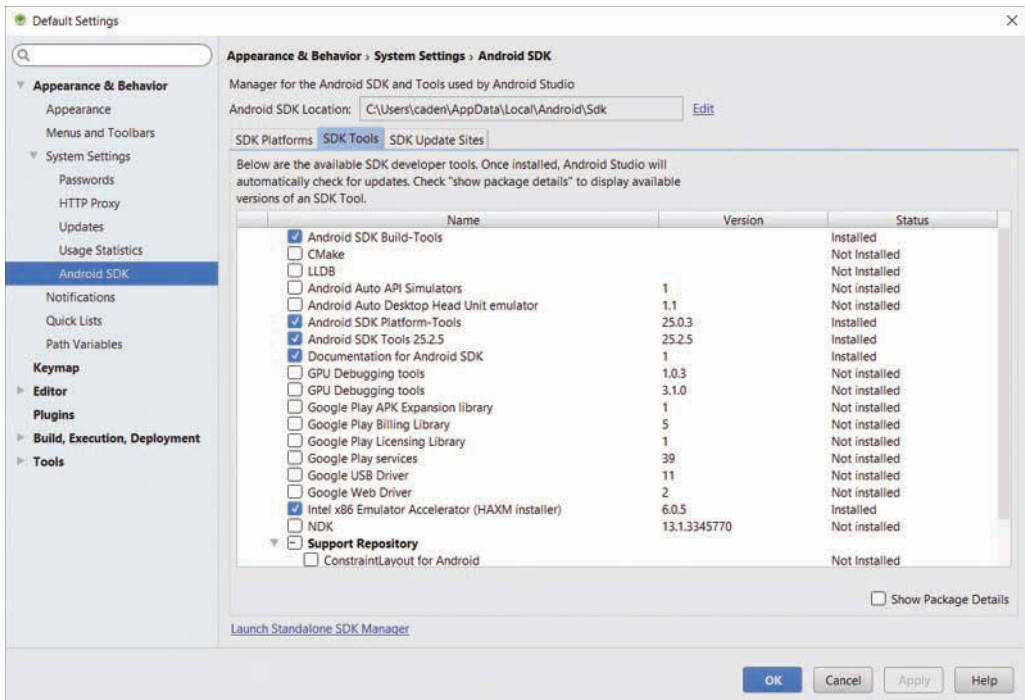 Default Settings
Appearance & Behavior
Appearance
Menus and Toolbars
System Settings
Passwords
HTTP Proxy
Updates
Usage Statistics
Android SDK
Notifications
Quick Lists
Path Variables
Keymap
Editor
Plugins
Build, Execution, Deployment
Tools
Appearance & Behavior › System Settings › Android SDK
Manager for the Android SDK and Tools used by Android Studio
Android SDK Location: C:\Users\caden\AppData\Local\Android\Sdk Edit
SDK Platforms SDK Tools SDK Update Sites
Below are the available SDK developer tools. Once installed, Android Studio will
automatically check for updates. Check "show package details" to display available
versions of an SDK Tool.
Name Version Status
Android SDK Build-Tools Installed
CMake Not Installed
LLDB Not Installed
Android Auto API Simulators 1 Not installed
Android Auto Desktop Head Unit emulator 1.1 Not installed
Android SDK Platform-Tools 25.0.3 Installed
Android SDK Tools 25.2.5 25.2.5 Installed
Documentation for Android SDK 1 Installed
GPU Debugging tools 1.0.3 Not installed
GPU Debugging tools 3.1.0 Not installed
Google Play APK Expansion library 1 Not installed
Google Play Billing Library 5 Not installed
Google Play Licensing Library 1 Not installed
Google Play services 39 Not installed
Google USB Driver 11 Not installed
Google Web Driver 2 Not installed
Intel x86 Emulator Accelerator (HAXM installer) 6.0.5 Installed
NDK 13.1.3345770 Not installed
Support Repository
ConstraintLayout for Android Not Installed
Show Package Details
Launch Standalone SDK Manager
OK Cancel Apply Help